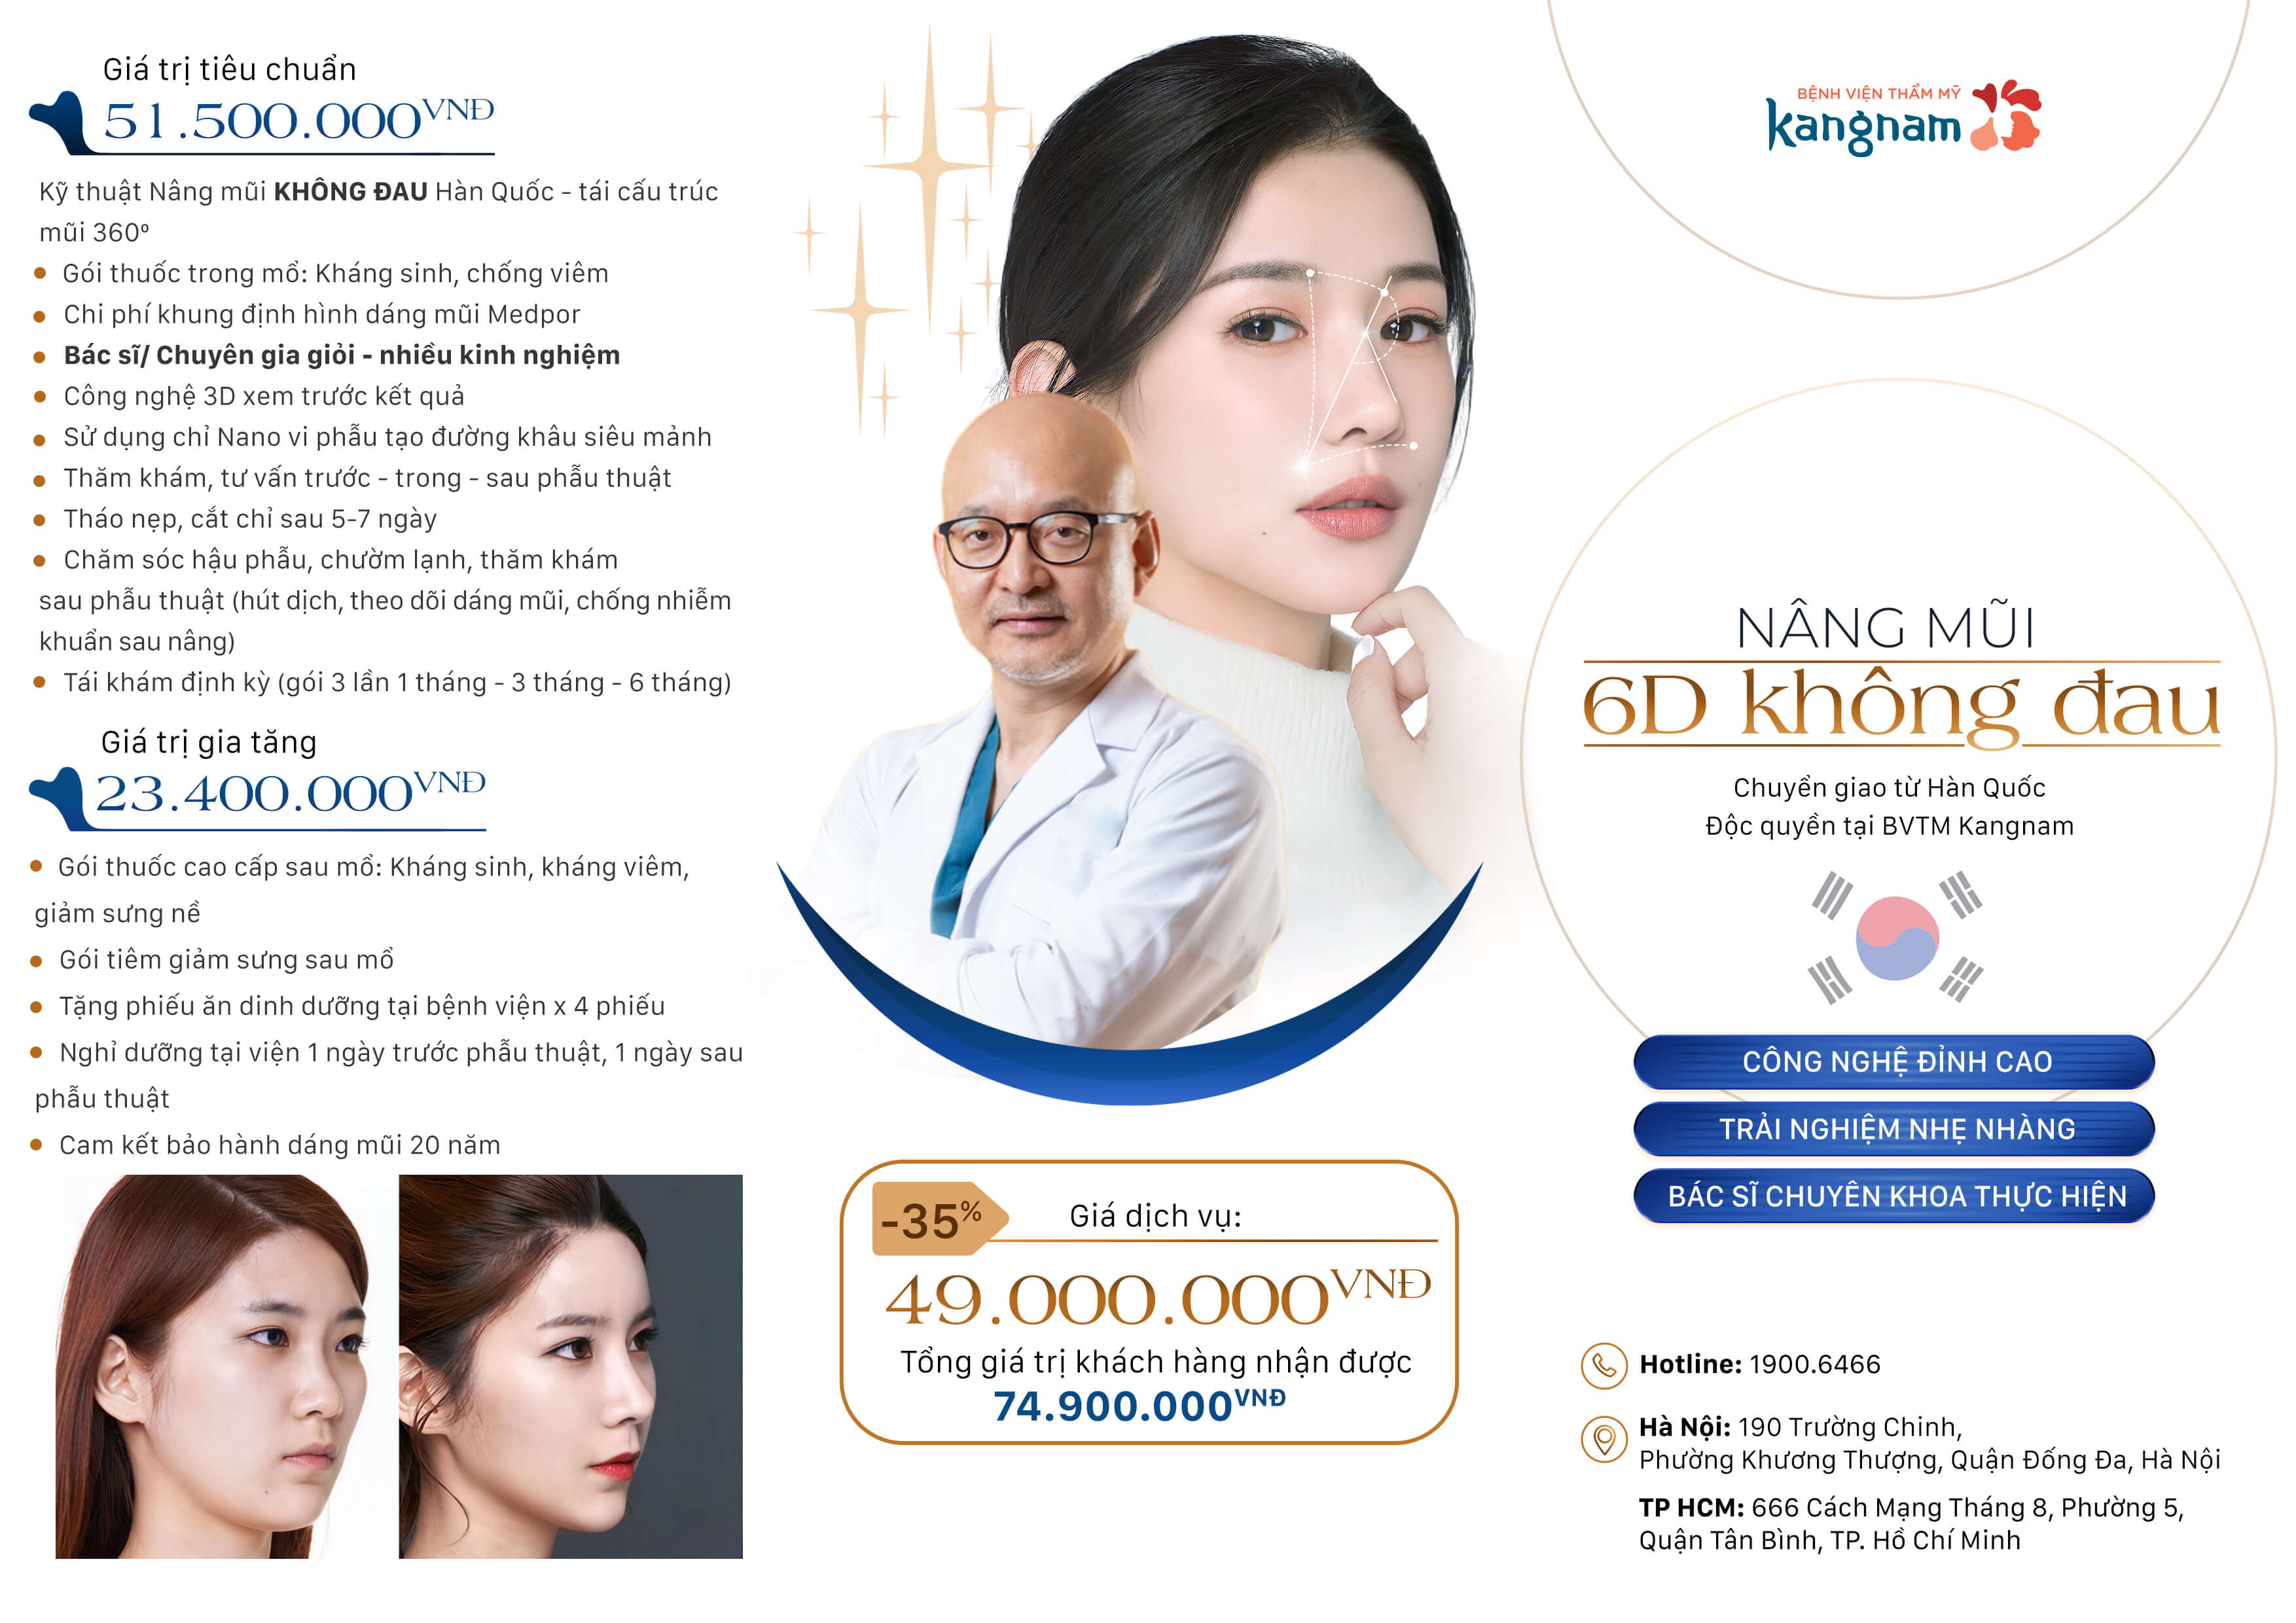 Giá trị tiêu chuẩn
51.500.000VNĐ
Kỹ thuật Nâng mũi KHÔNG ĐAU Hàn Quốc - tái cấu trúc
mũi 360º
• Gói thuốc trong mổ: Kháng sinh, chống viêm
• Chi phí khung định hình dáng mũi Medpor
• Bác sĩ/ Chuyên gia giỏi - nhiều kinh nghiệm
• Công nghệ 3D xem trước kết quả
• Sử dụng chỉ Nano vi phẫu tạo đường khâu siêu mảnh
• Thăm khám, tư vấn trước - trong - sau phẫu thuật
• Tháo nẹp, cắt chỉ sau 5-7 ngày
• Chăm sóc hậu phẫu, chườm lạnh, thăm khám
sau phẫu thuật (hút dịch, theo dõi dáng mũi, chống nhiễm
khuẩn sau nâng)
• Tái khám định kỳ (gói 3 lần 1 tháng - 3 tháng - 6 tháng)
Giá trị gia tăng
23.400.000VNĐ
• Gói thuốc cao cấp sau mổ: Kháng sinh, kháng viêm,
giảm sưng nề
• Gói tiêm giảm sưng sau mổ
• Tặng phiếu ăn dinh dưỡng tại bệnh viện x 4 phiếu
• Nghỉ dưỡng tại viện 1 ngày trước phẫu thuật, 1 ngày sau
phẫu thuật
• Cam kết bảo hành dáng mũi 20 năm
-35%
Giá dịch vụ:
49.000.000VNĐ
Tổng giá trị khách hàng nhận được
74.900.000VNĐ
BỆNH VIỆN THẨM MỸ
kangnam
NÂNG MŨI
6D không đau
Chuyển giao từ Hàn Quốc
Độc quyền tại BVTM Kangnam
CÔNG NGHỆ ĐỈNH CAO
TRẢI NGHIỆM NHẸ NHÀNG
BÁC SĨ CHUYÊN KHOA THỰC HIỆN
Hotline: 1900.6466
Hà Nội: 190 Trường Chinh,
Phường Khương Thượng, Quận Đống Đa, Hà Nội
TP HCM: 666 Cách Mạng Tháng 8, Phường 5,
Quận Tân Bình, TP. Hồ Chí Minh